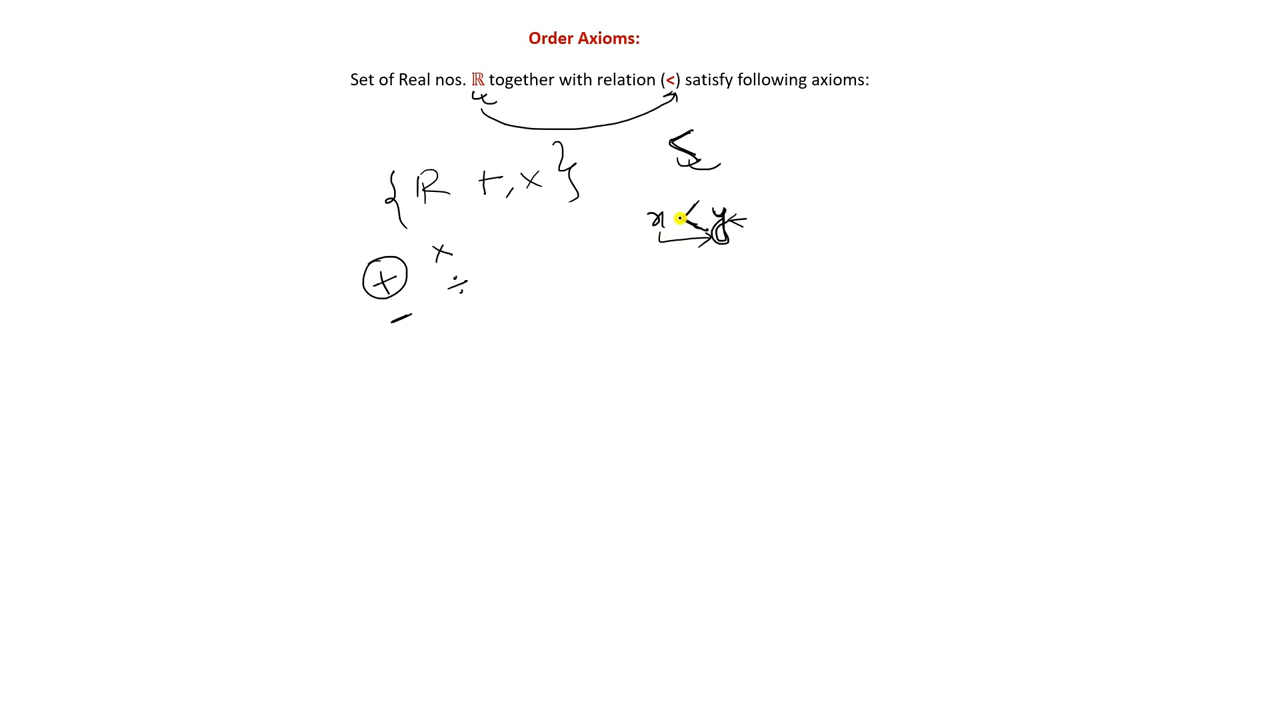 Order Axioms:
Set of Real nos. ℝ together with relation (<) satisfy following axioms:
<
{ℝ +, ×}
x < y
×
+ ÷
−